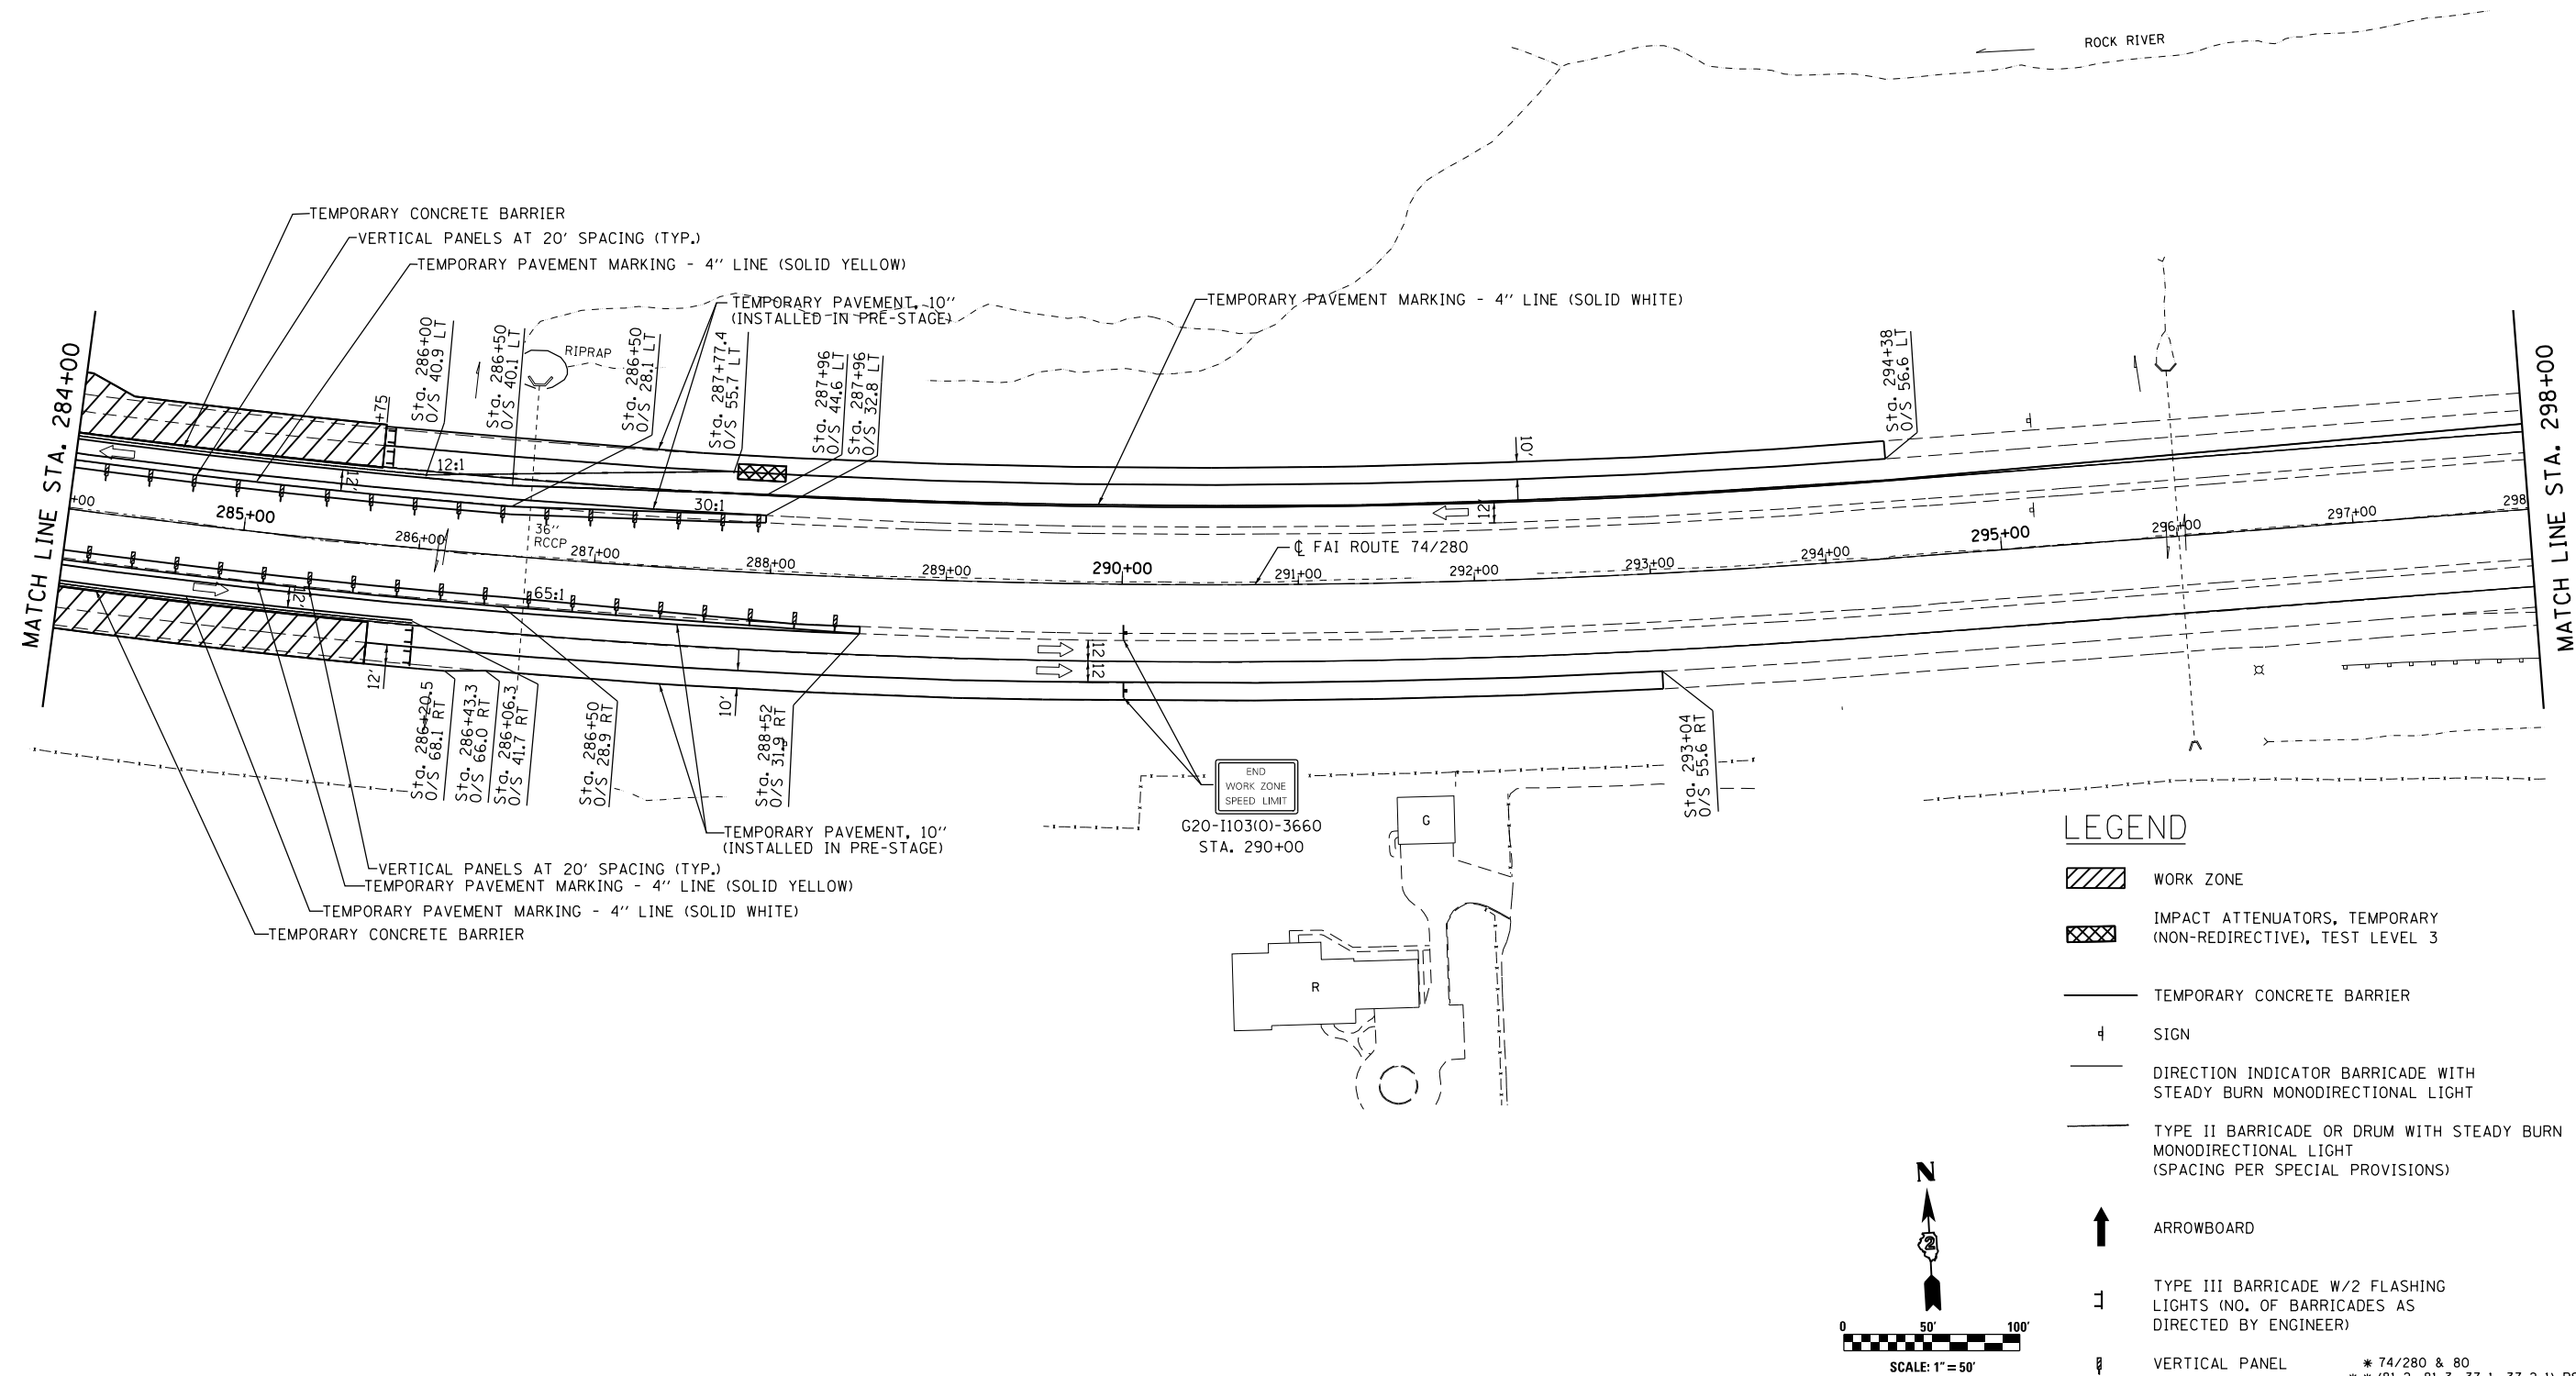 ROCK RIVER
TEMPORARY CONCRETE BARRIER
VERTICAL PANELS AT 20' SPACING (TYP.)
TEMPORARY PAVEMENT MARKING - 4" LINE (SOLID YELLOW)
TEMPORARY PAVEMENT, 10"
(INSTALLED IN PRE-STAGE)
TEMPORARY PAVEMENT MARKING - 4" LINE (SOLID WHITE)
MATCH LINE STA. 284+00
+75
Sta. 286+00
O/S 40.9 LT
Sta. 286+50
O/S 40.1 LT
RIPRAP
Sta. 286+50
O/S 28.1 LT
Sta. 287+77.4
O/S 55.7 LT
Sta. 287+96
O/S 44.6 LT
Sta. 287+96
O/S 32.8 LT
Sta. 294+38
O/S 56.6 LT
MATCH LINE STA. 298+00
12:1
12'
10'
30:1
12'
+00
285+00
286+00
36"
RCCP
287+00
288+00
289+00
290+00
291+00
292+00
293+00
294+00
295+00
296+00
297+00
298
℄ FAI ROUTE 74/280
12'
65:1
12
12
12'
10'
Sta. 286+20.5
O/S 68.1 RT
Sta. 286+43.3
O/S 66.0 RT
Sta. 286+06.3
O/S 41.7 RT
Sta. 286+50
O/S 28.9 RT
Sta. 288+52
O/S 31.9 RT
Sta. 293+04
O/S 55.6 RT
END
WORK ZONE
SPEED LIMIT
G20-I103(O)-3660
STA. 290+00
TEMPORARY PAVEMENT, 10"
(INSTALLED IN PRE-STAGE)
VERTICAL PANELS AT 20' SPACING (TYP.)
TEMPORARY PAVEMENT MARKING - 4" LINE (SOLID YELLOW)
TEMPORARY PAVEMENT MARKING - 4" LINE (SOLID WHITE)
TEMPORARY CONCRETE BARRIER
G
R
LEGEND
WORK ZONE
IMPACT ATTENUATORS, TEMPORARY
(NON-REDIRECTIVE), TEST LEVEL 3
TEMPORARY CONCRETE BARRIER
SIGN
DIRECTION INDICATOR BARRICADE WITH
STEADY BURN MONODIRECTIONAL LIGHT
TYPE II BARRICADE OR DRUM WITH STEADY BURN
MONODIRECTIONAL LIGHT
(SPACING PER SPECIAL PROVISIONS)
ARROWBOARD
TYPE III BARRICADE W/2 FLASHING
LIGHTS (NO. OF BARRICADES AS
DIRECTED BY ENGINEER)
VERTICAL PANEL
N
2
0 50' 100'
SCALE: 1" = 50'
* 74/280 & 80